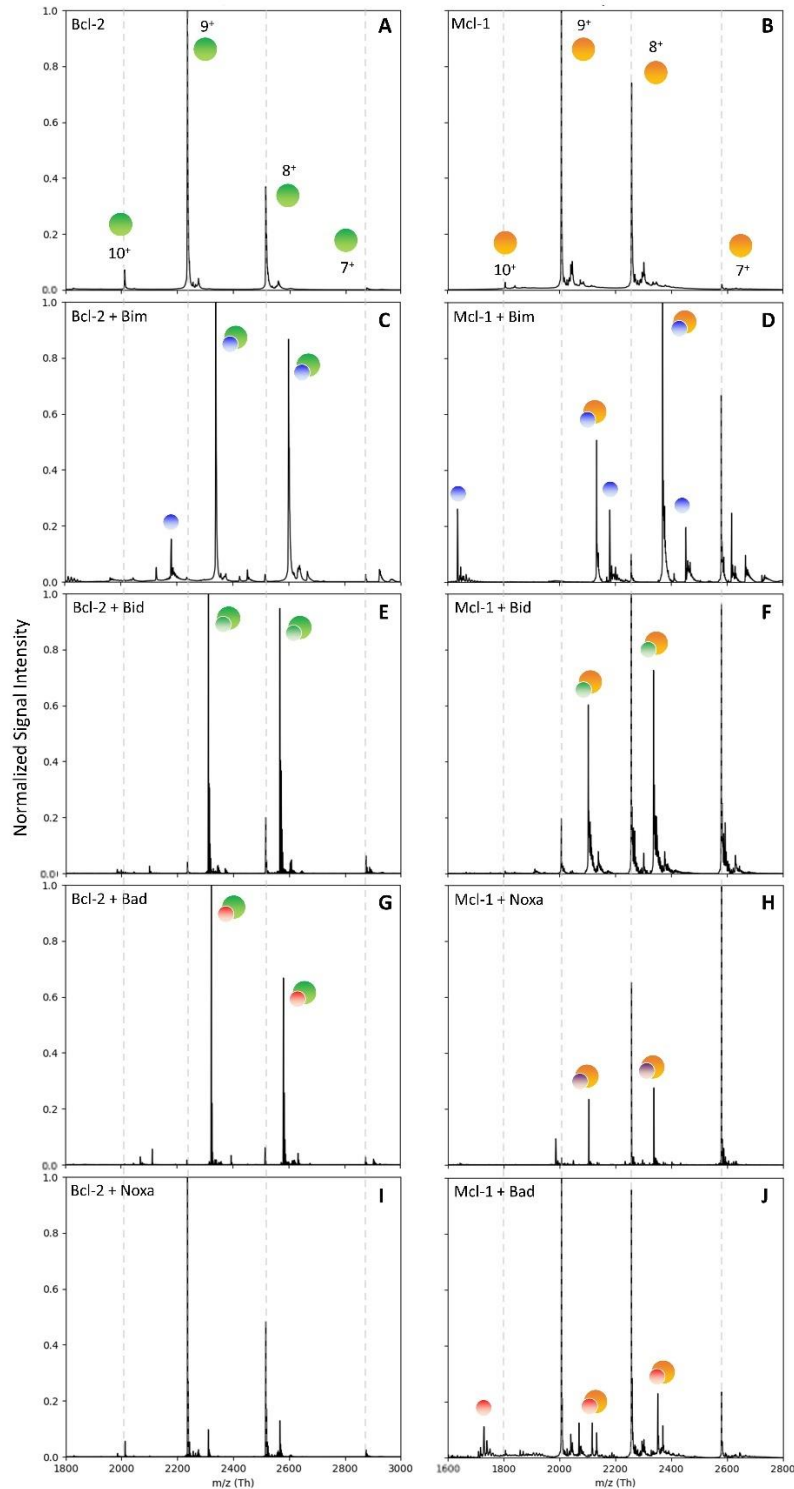 Bcl-2
A
9+
8+
10+
7+
1.0
0.8
0.6
0.4
0.2
0.0
Mcl-1
B
9+
8+
10+
7+
Bcl-2 + Bim
C
0.8
0.6
0.4
0.2
0.0
Mcl-1 + Bim
D
Bcl-2 + Bid
E
1.0
0.8
0.6
0.4
0.2
0.0
Mcl-1 + Bid
F
Normalized Signal Intensity
Bcl-2 + Bad
G
1.0
0.8
0.6
0.4
0.2
0.0
Mcl-1 + Noxa
H
Bcl-2 + Noxa
I
1.0
0.8
0.6
0.4
0.2
0.0
1800 2000 2200 2400 2600 2800 3000
m/z (Th)
Mcl-1 + Bad
J
1600 1800 2000 2200 2400 2600 2800
m/z (Th)